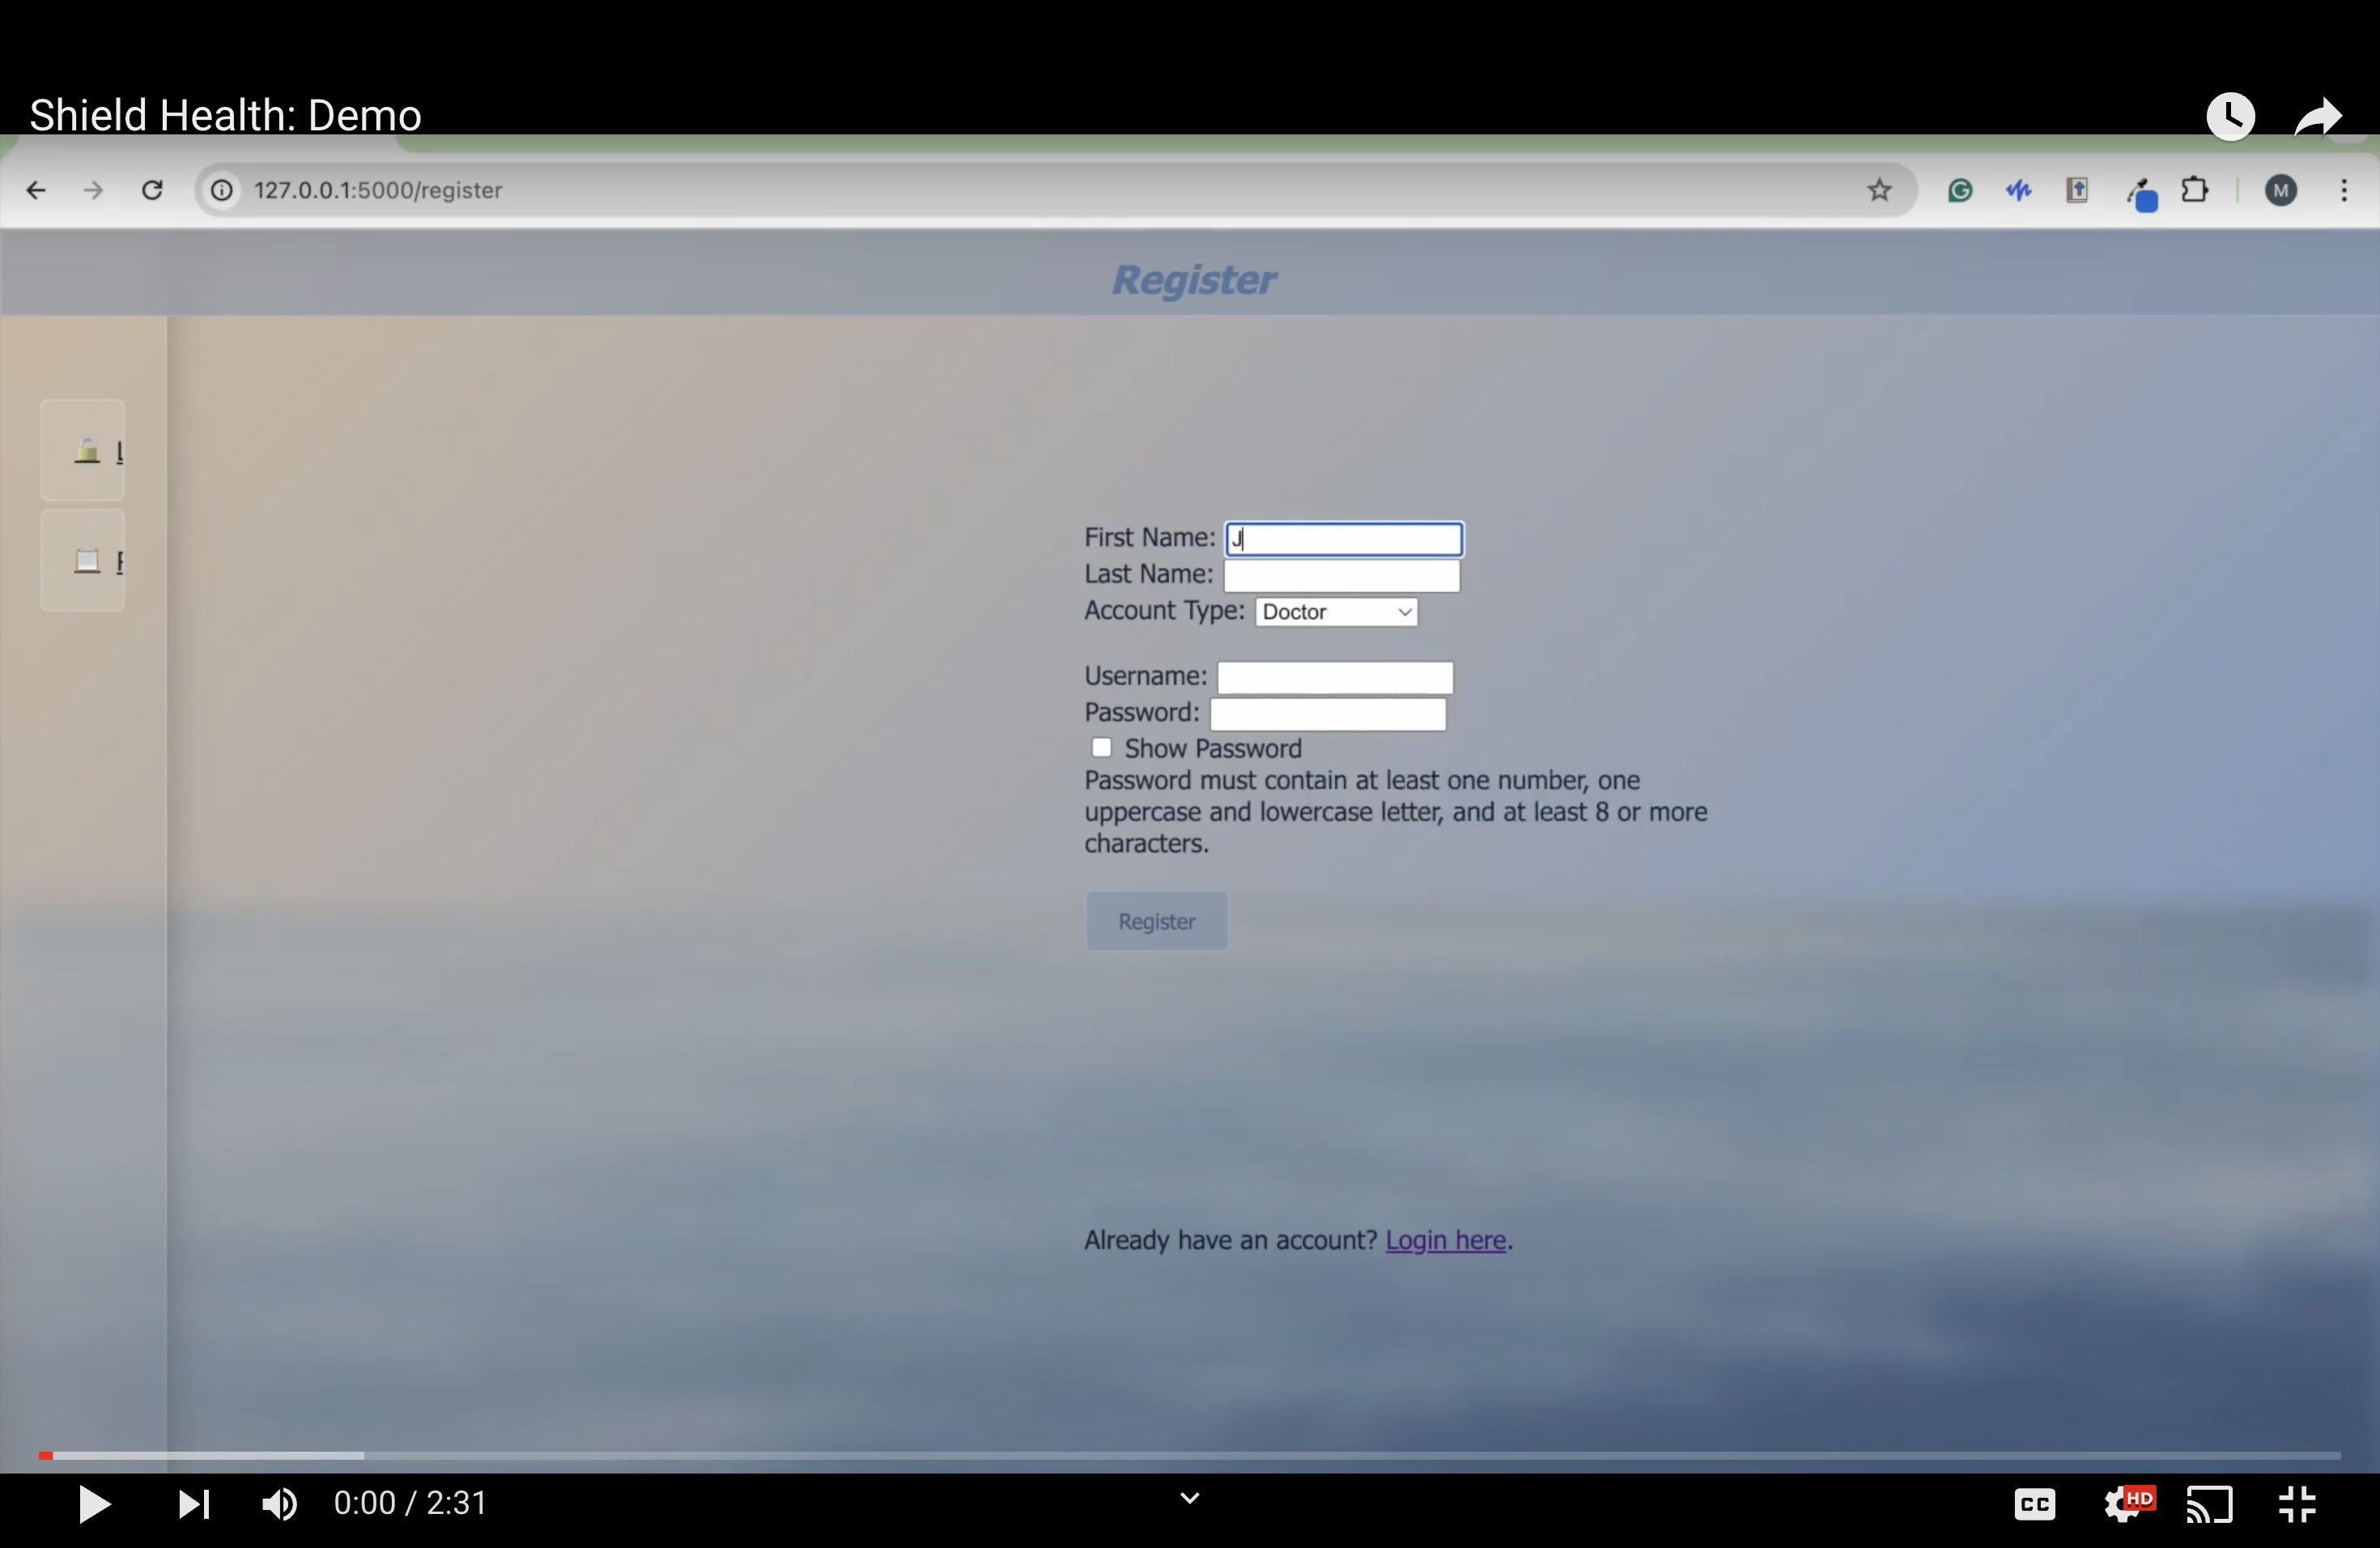 Shield Health: Demo
127.0.0.1:5000/register
M
Register
First Name: J
Last Name:
Account Type: Doctor
Username:
Password:
Show Password
Password must contain at least one number, one
uppercase and lowercase letter, and at least 8 or more
characters.
Register
Already have an account? Login here.
0:00 / 2:31
CC
HD